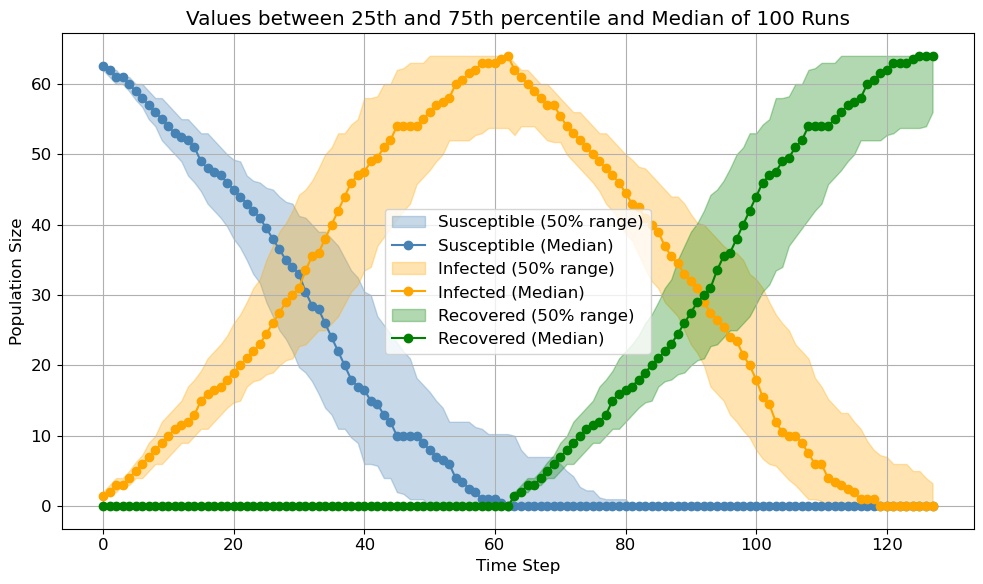 Values between 25th and 75th percentile and Median of 100 Runs
Population Size
60
50
40
30
20
10
0
Susceptible (50% range)
Susceptible (Median)
Infected (50% range)
Infected (Median)
Recovered (50% range)
Recovered (Median)
0 20 40 60 80 100 120
Time Step